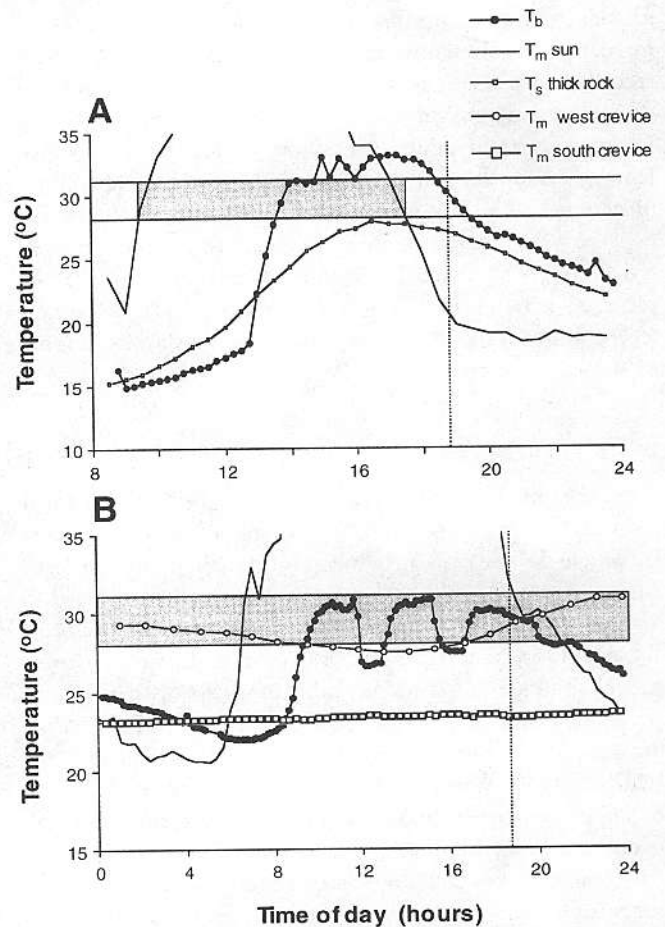 T_b
T_m sun
T_s thick rock
T_m west crevice
T_m south crevice
A
35
30
25
20
15
10
Temperature (°C)
8 12 16 20 24
B
35
30
25
20
15
Temperature (°C)
0 4 8 12 16 20 24
Time of day (hours)